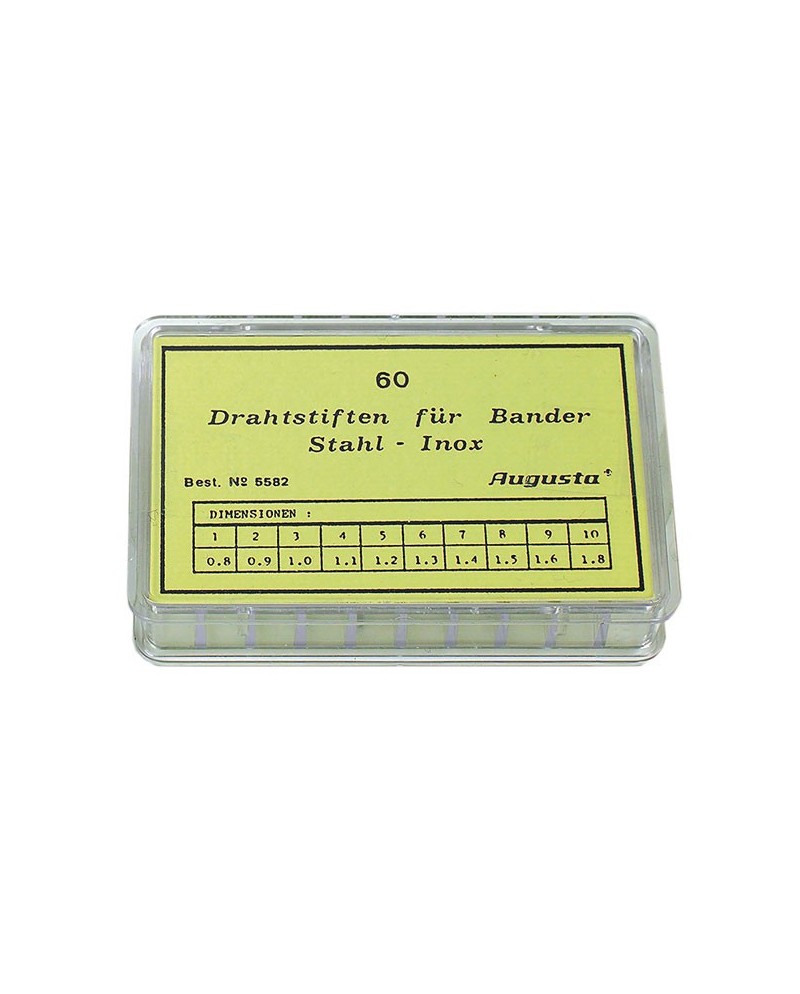 60
Drahtstiften für Bander
Stahl - Inox
Best. Nº 5582 Augusta
DIMENSIONEN :
1 2 3 4 5 6 7 8 9 10
0.8 0.9 1.0 1.1 1.2 1.3 1.4 1.5 1.6 1.8